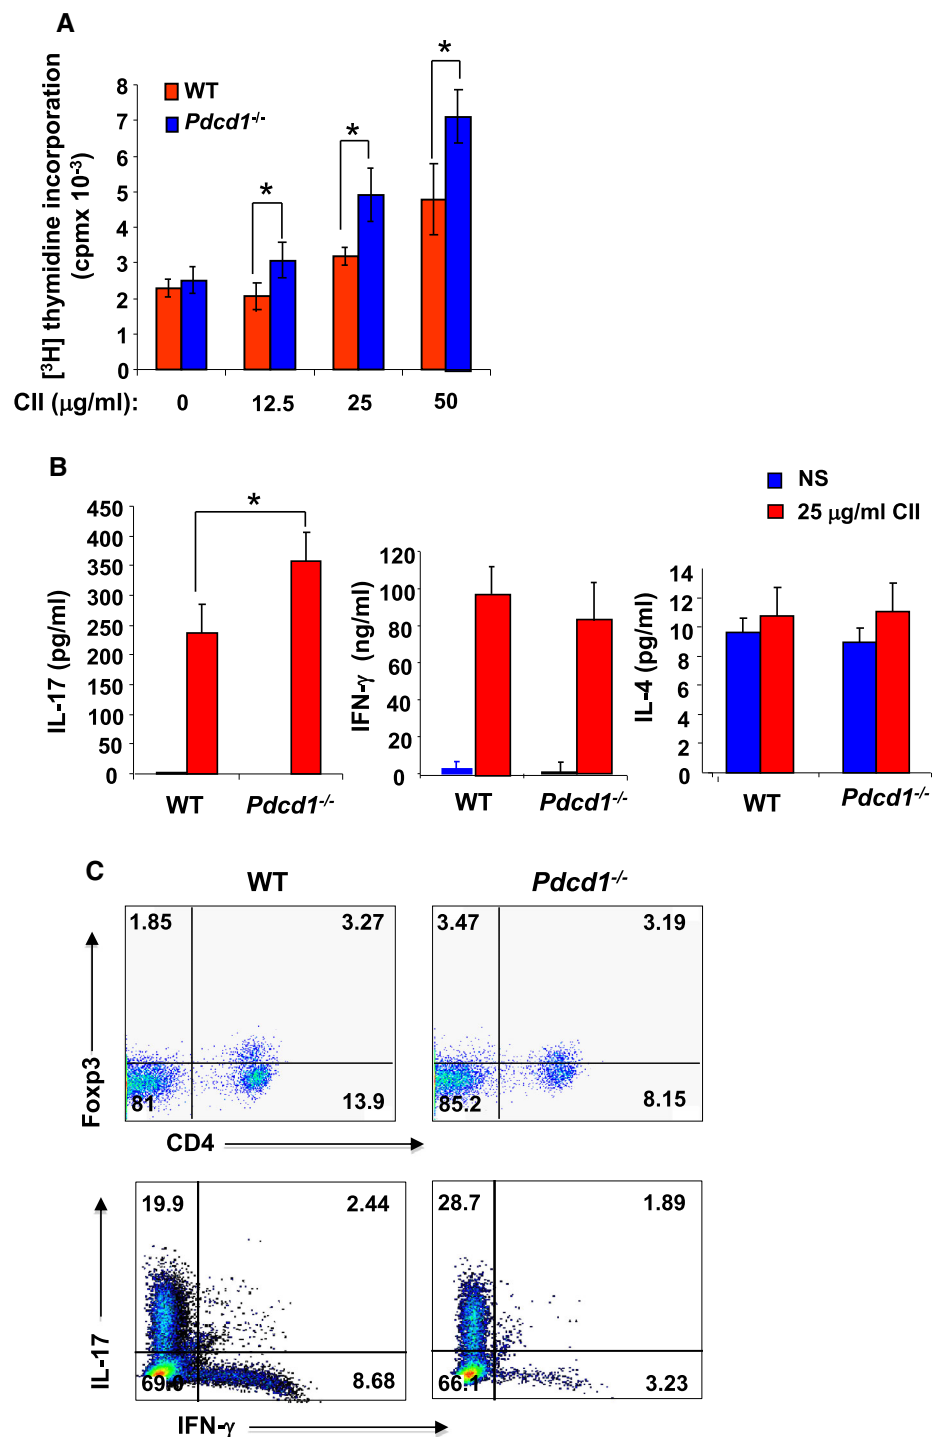 A
[³H] thymidine incorporation
(cpmx 10⁻³)
8
7
6
5
4
3
2
1
0
WT
Pdcd1⁻/⁻
*
*
*
CII (μg/ml): 0 12.5 25 50
B
NS
25 μg/ml CII
IL-17 (pg/ml)
450
400
350
300
250
200
150
100
50
0
*
WT Pdcd1⁻/⁻
IFN-γ (ng/ml)
120
100
80
60
40
20
0
WT Pdcd1⁻/⁻
IL-4 (pg/ml)
14
12
10
8
6
4
2
0
WT Pdcd1⁻/⁻
C
WT Pdcd1⁻/⁻
Foxp3
1.85 3.27
81 13.9
3.47 3.19
85.2 8.15
CD4
IL-17
19.9 2.44
8.68
28.7 1.89
66.1 3.23
IFN-γ